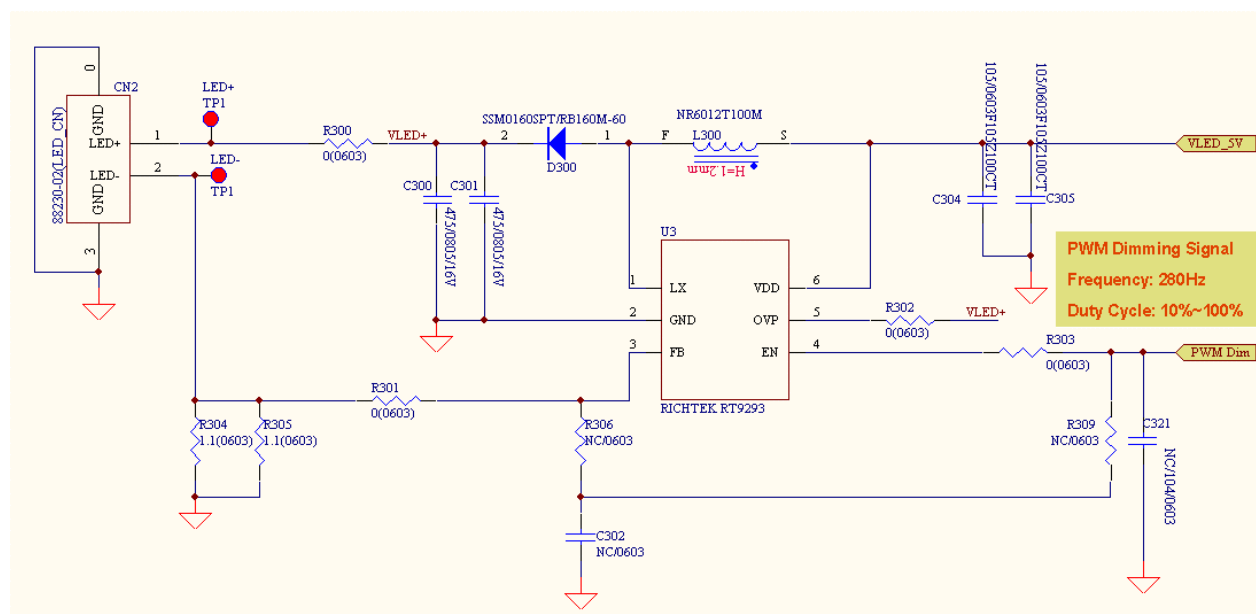 0
CN2
LED+
TP1
88230-02(LED_CN)
GND
LED+
LED-
GND
1
2
3
LED-
TP1
R300
0(0603)
VLED+
2
SSM0160SPT/RB160M-60
1
D300
NR6012T100M
F
L300
S
H=1.2mm
C300
475/0805/16V
C301
475/0805/16V
C304
105/0603F105Z100CT
C305
105/0603F105Z100CT
VLED_5V
PWM Dimming Signal
Frequency: 280Hz
Duty Cycle: 10%~100%
U3
1
LX
VDD
6
2
GND
OVP
5
3
FB
EN
4
RICHTEK RT9293
R302
0(0603)
VLED+
R303
0(0603)
PWM Dim
R301
0(0603)
R304
1.1(0603)
R305
1.1(0603)
R306
NC/0603
R309
NC/0603
C321
NC/104/0603
C302
NC/0603